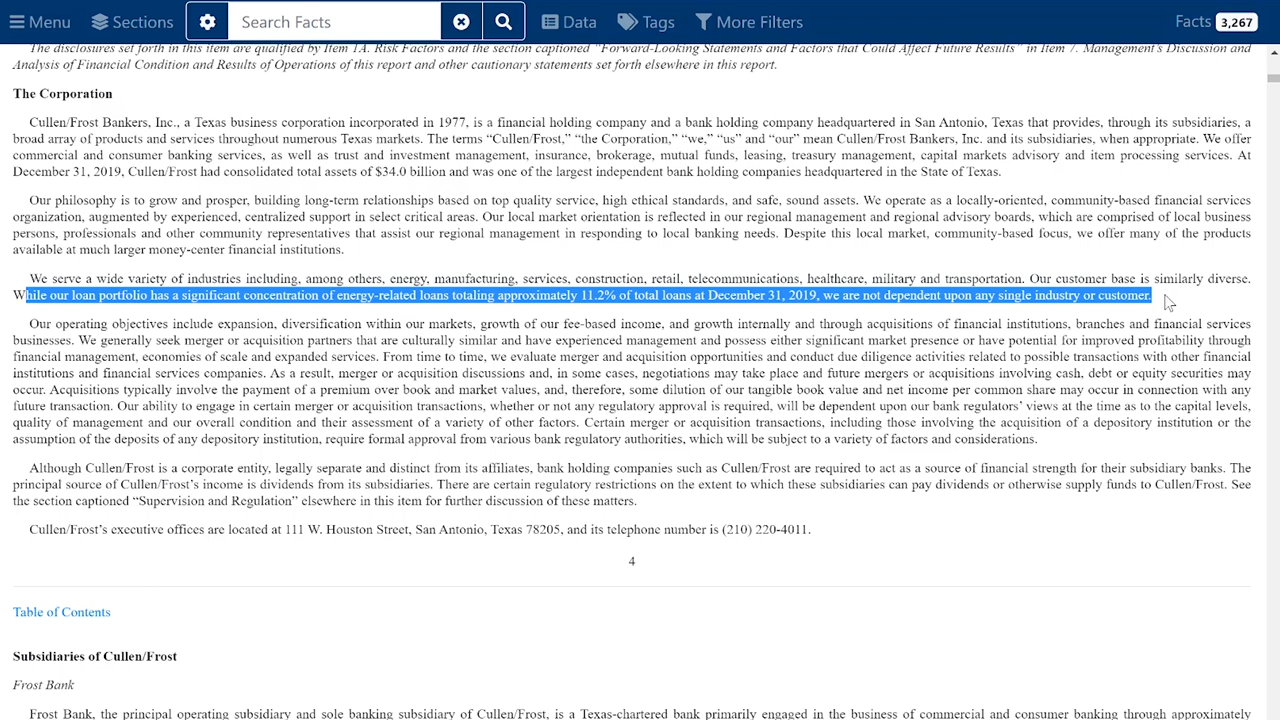 Menu Sections Search Facts Data Tags More Filters Facts 3,267
The disclosures set forth in this item are qualified by Item 1A. Risk Factors and the section captioned “Forward-Looking Statements and Factors that Could Affect Future Results” in Item 7. Management’s Discussion and
Analysis of Financial Condition and Results of Operations of this report and other cautionary statements set forth elsewhere in this report.
The Corporation
Cullen/Frost Bankers, Inc., a Texas business corporation incorporated in 1977, is a financial holding company and a bank holding company headquartered in San Antonio, Texas that provides, through its subsidiaries, a
broad array of products and services throughout numerous Texas markets. The terms “Cullen/Frost,” “the Corporation,” “we,” “us” and “our” mean Cullen/Frost Bankers, Inc. and its subsidiaries, when appropriate. We offer
commercial and consumer banking services, as well as trust and investment management, insurance, brokerage, mutual funds, leasing, treasury management, capital markets advisory and item processing services. At
December 31, 2019, Cullen/Frost had consolidated total assets of $34.0 billion and was one of the largest independent bank holding companies headquartered in the State of Texas.
Our philosophy is to grow and prosper, building long-term relationships based on top quality service, high ethical standards, and safe, sound assets. We operate as a locally-oriented, community-based financial services
organization, augmented by experienced, centralized support in select critical areas. Our local market orientation is reflected in our regional management and regional advisory boards, which are comprised of local business
persons, professionals and other community representatives that assist our regional management in responding to local banking needs. Despite this local market, community-based focus, we offer many of the products
available at much larger money-center financial institutions.
We serve a wide variety of industries including, among others, energy, manufacturing, services, construction, retail, telecommunications, healthcare, military and transportation. Our customer base is similarly diverse.
While our loan portfolio has a significant concentration of energy-related loans totaling approximately 11.2% of total loans at December 31, 2019, we are not dependent upon any single industry or customer.
Our operating objectives include expansion, diversification within our markets, growth of our fee-based income, and growth internally and through acquisitions of financial institutions, branches and financial services
businesses. We generally seek merger or acquisition partners that are culturally similar and have experienced management and possess either significant market presence or have potential for improved profitability through
financial management, economies of scale and expanded services. From time to time, we evaluate merger and acquisition opportunities and conduct due diligence activities related to possible transactions with other financial
institutions and financial services companies. As a result, merger or acquisition discussions and, in some cases, negotiations may take place and future mergers or acquisitions involving cash, debt or equity securities may
occur. Acquisitions typically involve the payment of a premium over book and market values, and, therefore, some dilution of our tangible book value and net income per common share may occur in connection with any
future transaction. Our ability to engage in certain merger or acquisition transactions, whether or not any regulatory approval is required, will be dependent upon our bank regulators’ views at the time as to the capital levels,
quality of management and our overall condition and their assessment of a variety of other factors. Certain merger or acquisition transactions, including those involving the acquisition of a depository institution or the
assumption of the deposits of any depository institution, require formal approval from various bank regulatory authorities, which will be subject to a variety of factors and considerations.
Although Cullen/Frost is a corporate entity, legally separate and distinct from its affiliates, bank holding companies such as Cullen/Frost are required to act as a source of financial strength for their subsidiary banks. The
principal source of Cullen/Frost’s income is dividends from its subsidiaries. There are certain regulatory restrictions on the extent to which these subsidiaries can pay dividends or otherwise supply funds to Cullen/Frost. See
the section captioned “Supervision and Regulation” elsewhere in this item for further discussion of these matters.
Cullen/Frost’s executive offices are located at 111 W. Houston Street, San Antonio, Texas 78205, and its telephone number is (210) 220-4011.
4
Table of Contents
Subsidiaries of Cullen/Frost
Frost Bank
Frost Bank, the principal operating subsidiary and sole banking subsidiary of Cullen/Frost, is a Texas-chartered bank primarily engaged in the business of commercial and consumer banking through approximately